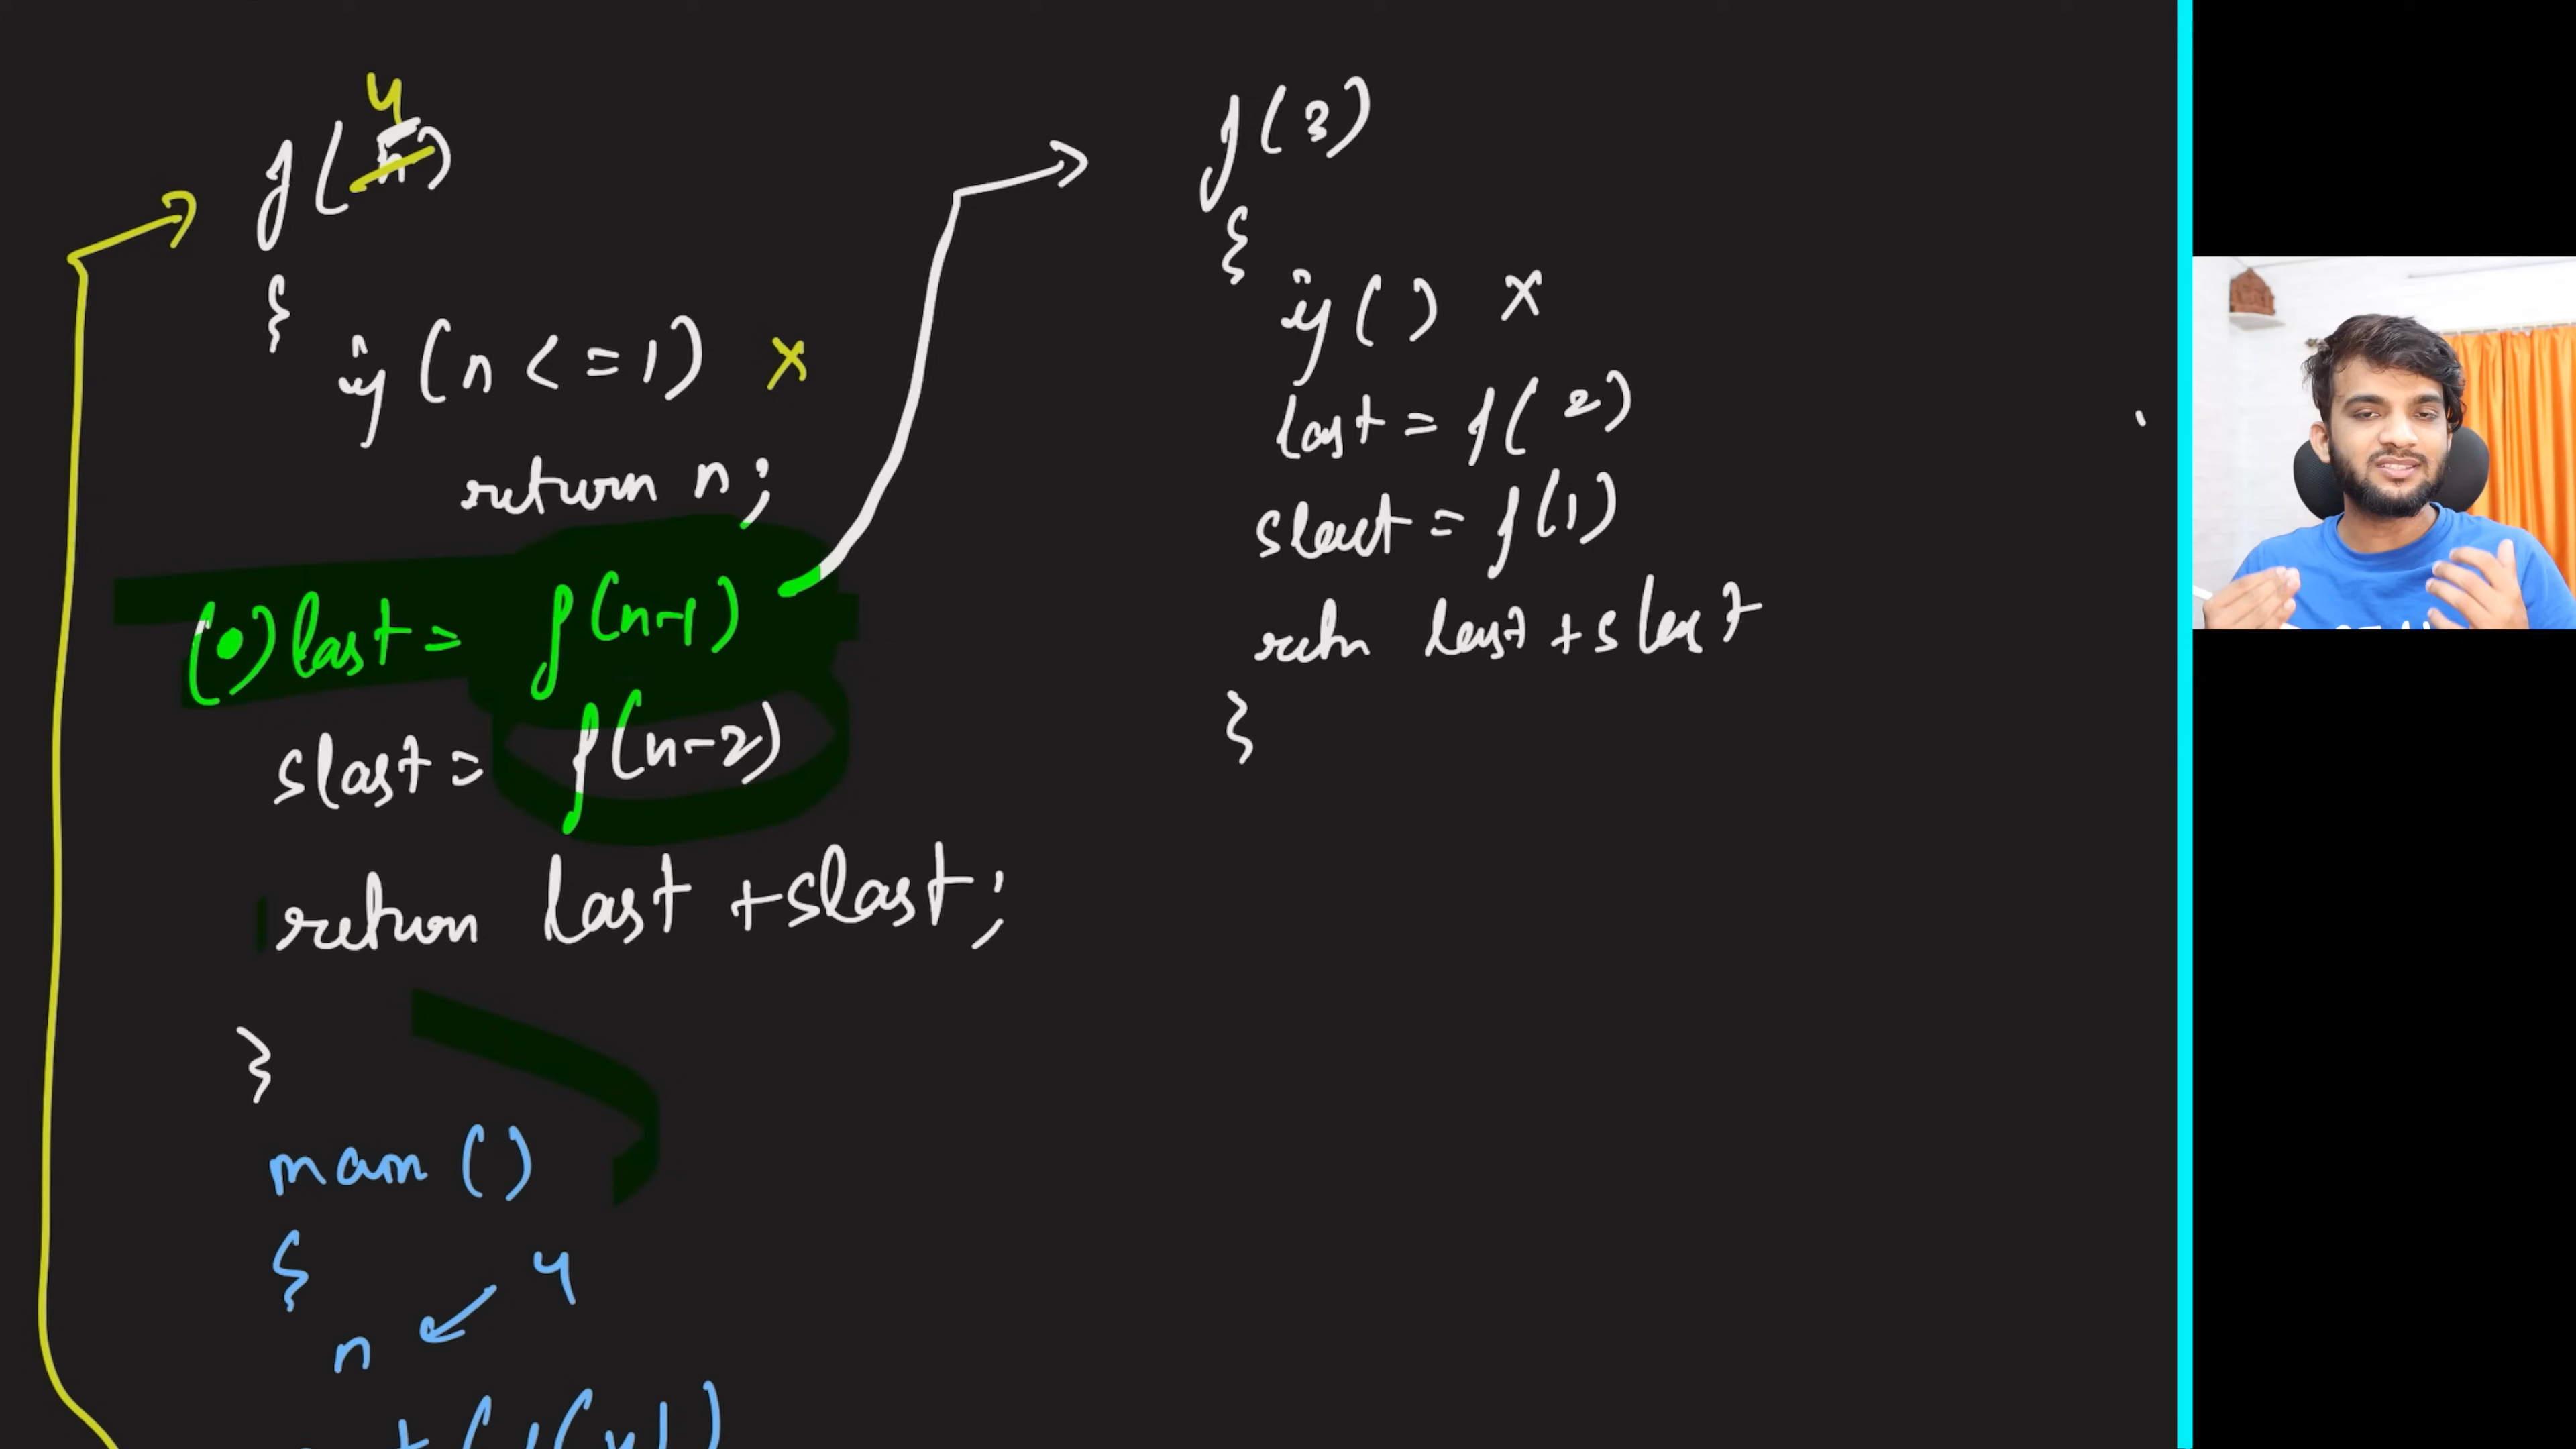 4
f(n)
{
if (n <= 1) x
return n;
(•) last = f(n-1)
slast = f(n-2)
return last + slast;
}
main ()
{
n ← 4
f(3)
{
if ( ) x
last = f(2)
slast = f(1)
retn last + slast
}